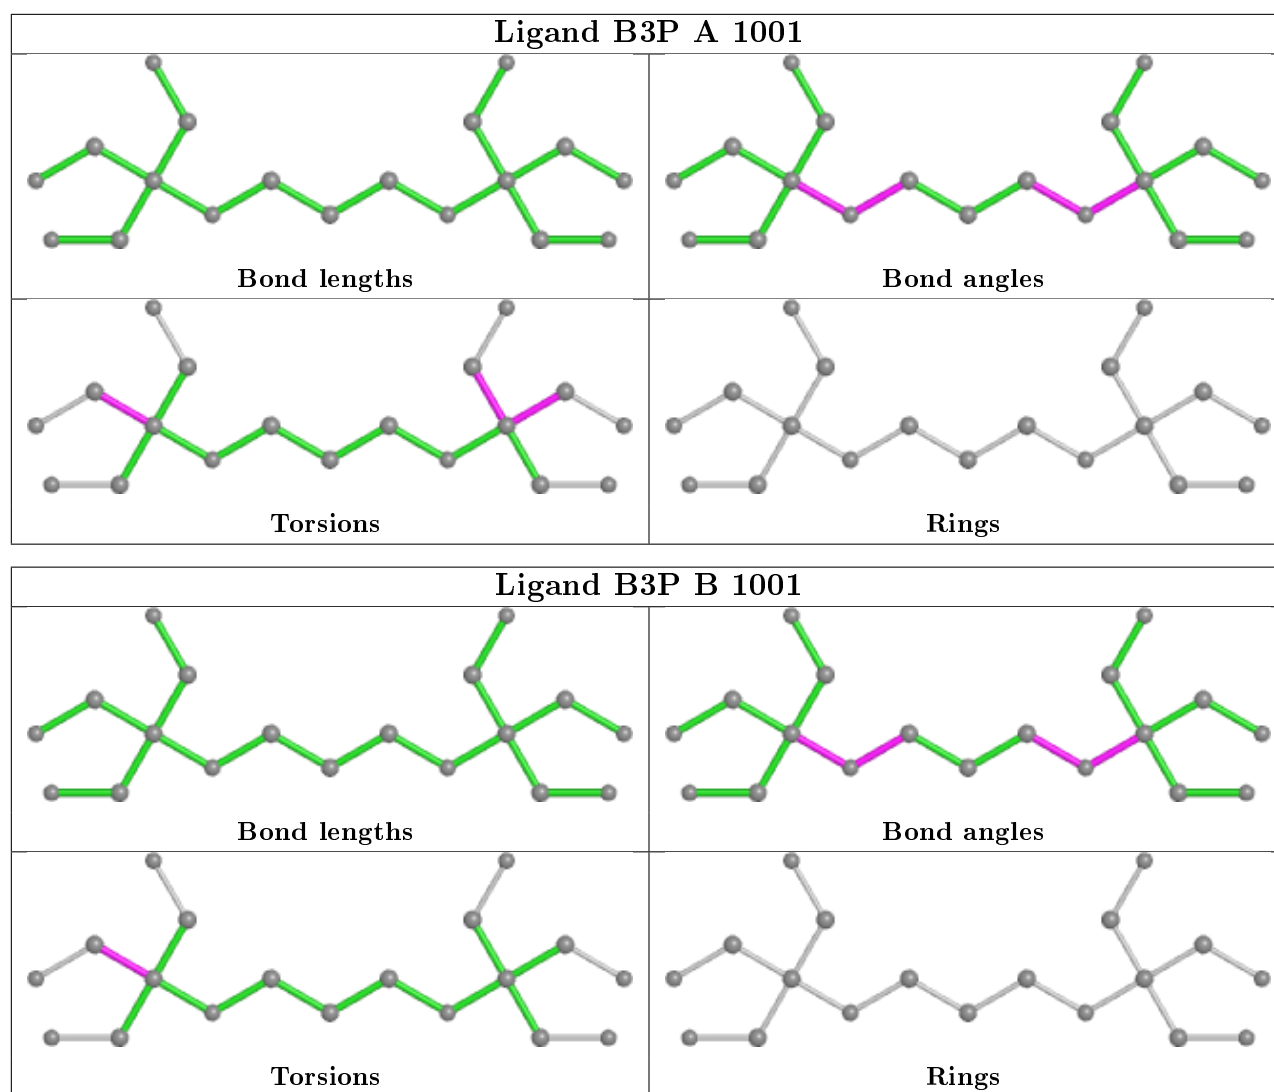 Ligand B3P A 1001
Bond lengths
Bond angles
Torsions
Rings
Ligand B3P B 1001
Bond lengths
Bond angles
Torsions
Rings